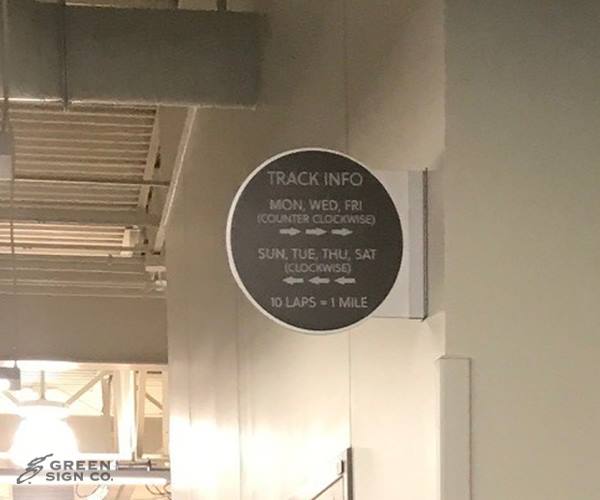 TRACK INFO
MON, WED, FRI
(COUNTER CLOCKWISE)
SUN, TUE, THU, SAT
(CLOCKWISE)
10 LAPS = 1 MILE
GREEN
SIGN CO.